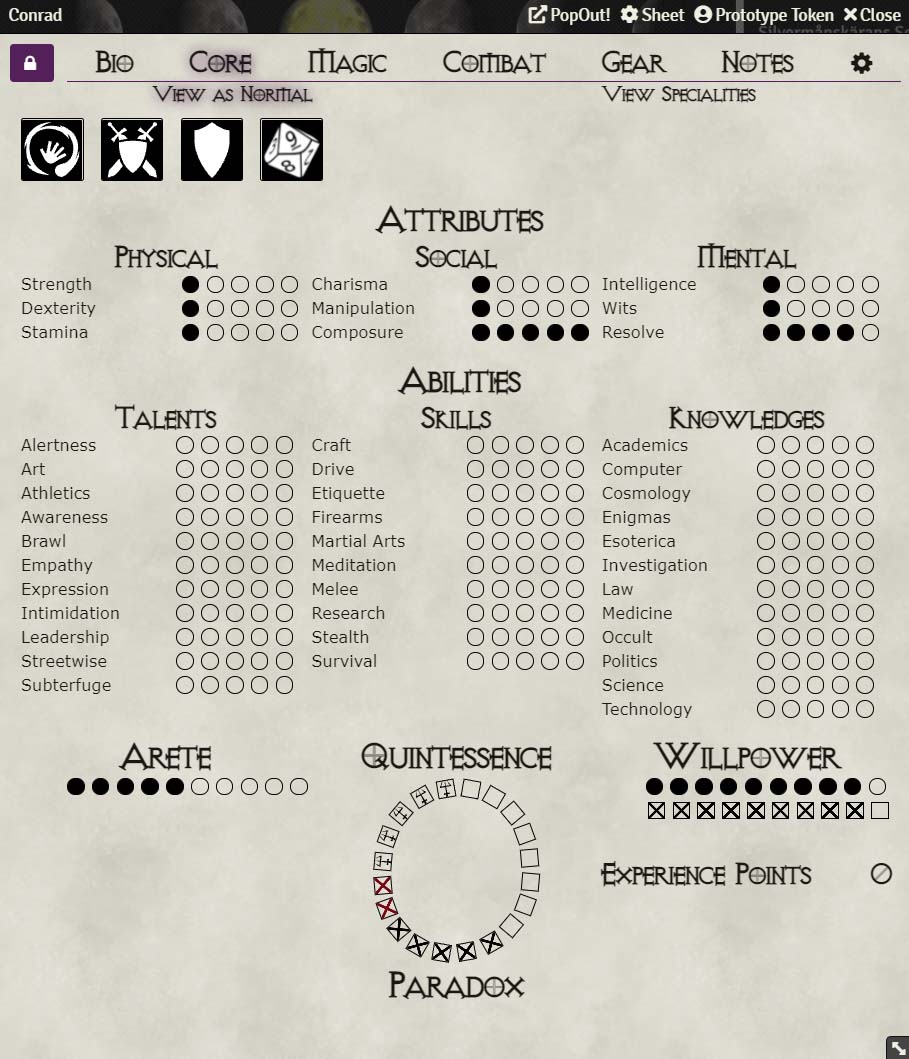 Conrad PopOut! Sheet Prototype Token Close
Bio Core Magic Combat Gear Notes
View as Normal View Specialities
9
8
Attributes
Physical Social Mental
Strength Charisma Intelligence
Dexterity Manipulation Wits
Stamina Composure Resolve
Abilities
Talents Skills Knowledges
Alertness Craft Academics
Art Drive Computer
Athletics Etiquette Cosmology
Awareness Firearms Enigmas
Brawl Martial Arts Esoterica
Empathy Meditation Investigation
Expression Melee Law
Intimidation Research Medicine
Leadership Stealth Occult
Streetwise Survival Politics
Subterfuge Science
Technology
Arete Quintessence Willpower
Experience Points
Paradox